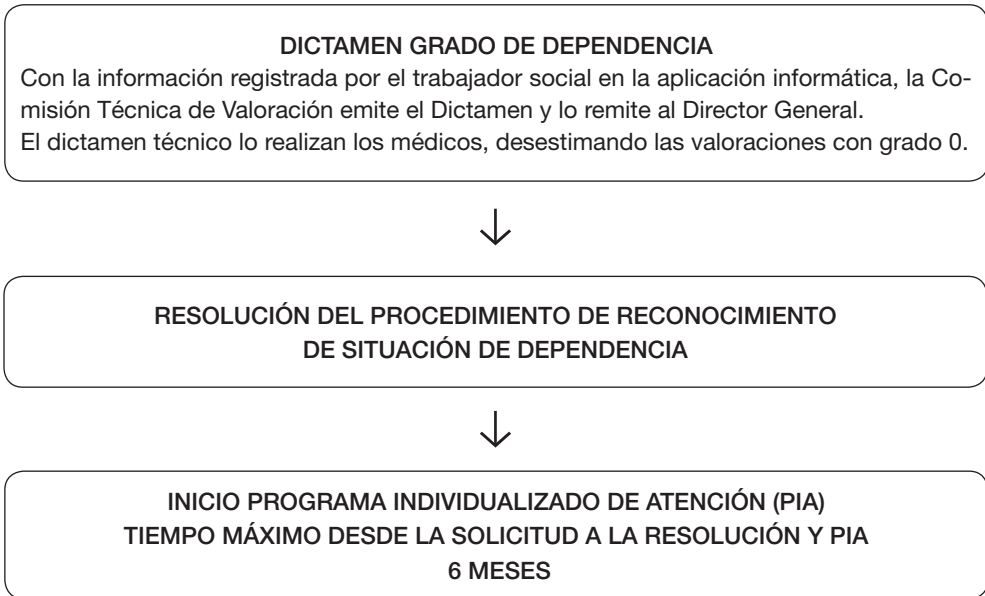 DICTAMEN GRADO DE DEPENDENCIA
Con la información registrada por el trabajador social en la aplicación informática, la Co-
misión Técnica de Valoración emite el Dictamen y lo remite al Director General.
El dictamen técnico lo realizan los médicos, desestimando las valoraciones con grado 0.
RESOLUCIÓN DEL PROCEDIMIENTO DE RECONOCIMIENTO
DE SITUACIÓN DE DEPENDENCIA
INICIO PROGRAMA INDIVIDUALIZADO DE ATENCIÓN (PIA)
TIEMPO MÁXIMO DESDE LA SOLICITUD A LA RESOLUCIÓN Y PIA
6 MESES